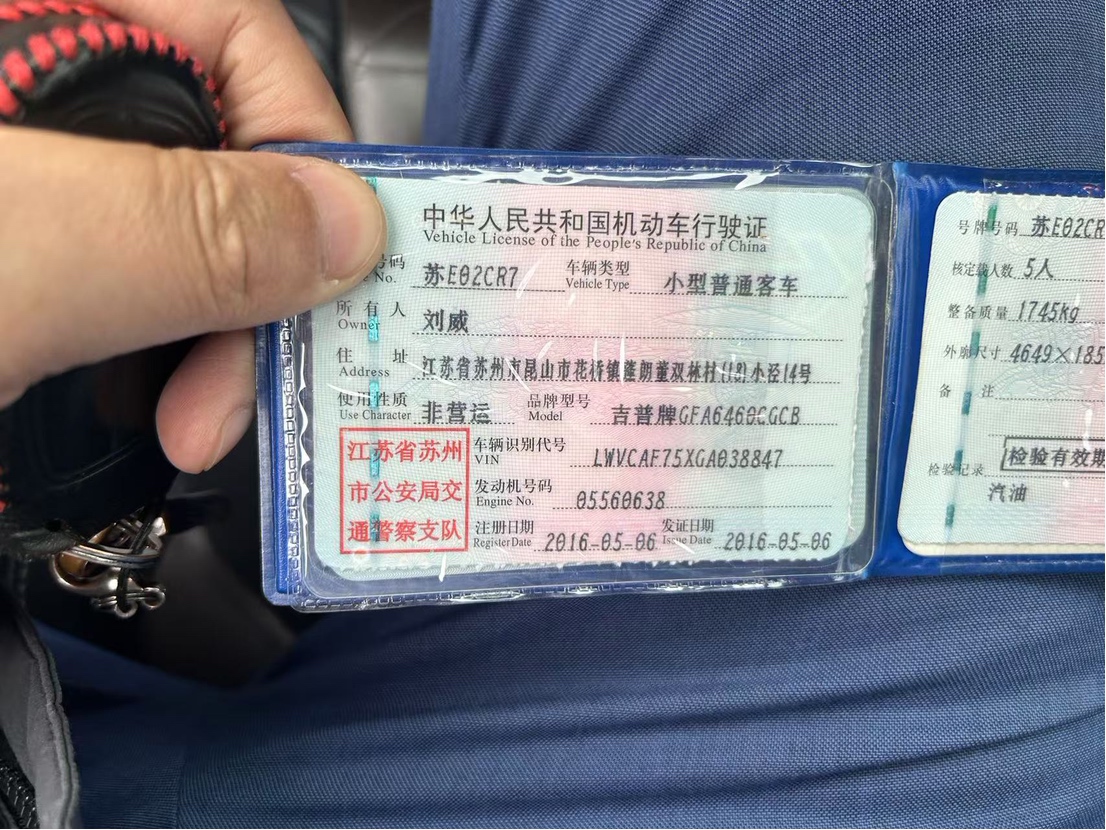 中华人民共和国机动车行驶证
Vehicle License of the People's Republic of China
号码 苏E02CR7 车辆类型 小型普通客车
No. Vehicle Type
所有人 刘威
Owner
住址 江苏省苏州市昆山市花桥镇蓬朗董双林村(18)小径14号
Address
使用性质 非营运 品牌型号 吉普牌GFA6460CGCB
Use Character Model
江苏省苏州
市公安局交
通警察支队
车辆识别代号 LWVCAF75XGA038847
VIN
发动机号码 05560638
Engine No.
注册日期 2016-05-06 发证日期 2016-05-06
Register Date Issue Date
号牌号码 苏E02CR
核定载人数 5人
整备质量 1745kg
外廓尺寸 4649×185
备注
检验有效期
检验记录
汽油